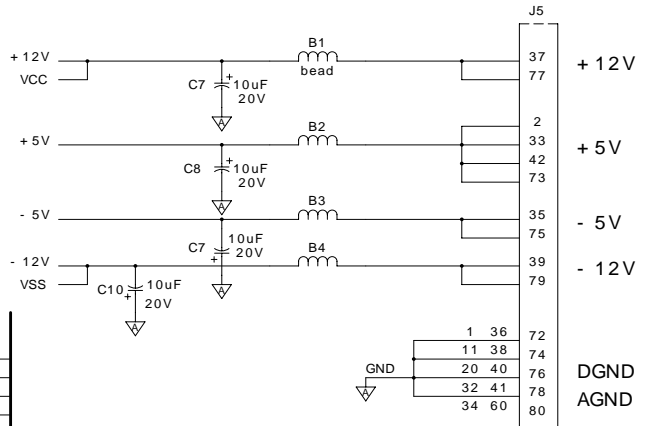 J5
B1
+12V
37
+12V
bead
VCC
C7
+
10uF
77
20V
A
B2
2
+5V
33
+5V
C8
+
10uF
42
20V
73
A
B3
-5V
35
-5V
10uF
75
C7
20V
+
B4
-12V
39
-12V
VSS
C10
10uF
79
+
20V
A
A
1 36 72
11 38 74
GND
20 40 76
DGND
A
32 41 78
AGND
34 60 80